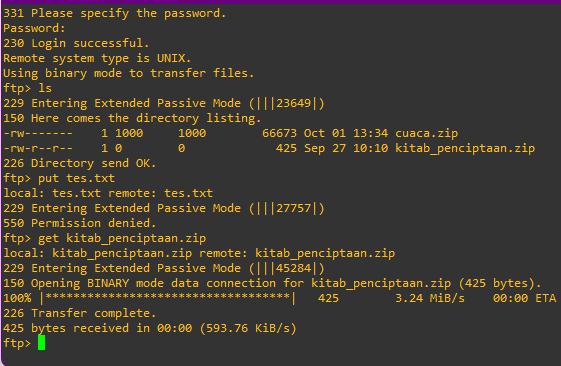 331 Please specify the password.
Password:
230 Login successful.
Remote system type is UNIX.
Using binary mode to transfer files.
ftp> ls
229 Entering Extended Passive Mode (|||23649|)
150 Here comes the directory listing.
-rw-------    1 1000     1000        66673 Oct 01 13:34 cuaca.zip
-rw-r--r--    1 0        0             425 Sep 27 10:10 kitab_penciptaan.zip
226 Directory send OK.
ftp> put tes.txt
local: tes.txt remote: tes.txt
229 Entering Extended Passive Mode (|||27757|)
550 Permission denied.
ftp> get kitab_penciptaan.zip
local: kitab_penciptaan.zip remote: kitab_penciptaan.zip
229 Entering Extended Passive Mode (|||45284|)
150 Opening BINARY mode data connection for kitab_penciptaan.zip (425 bytes).
100% |***********************************|   425        3.24 MiB/s    00:00 ETA
226 Transfer complete.
425 bytes received in 00:00 (593.76 KiB/s)
ftp>